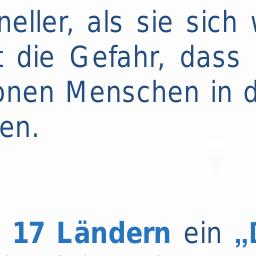 neller, als sie sich
die Gefahr, dass
onen Menschen in d
en.
17 Ländern ein „D